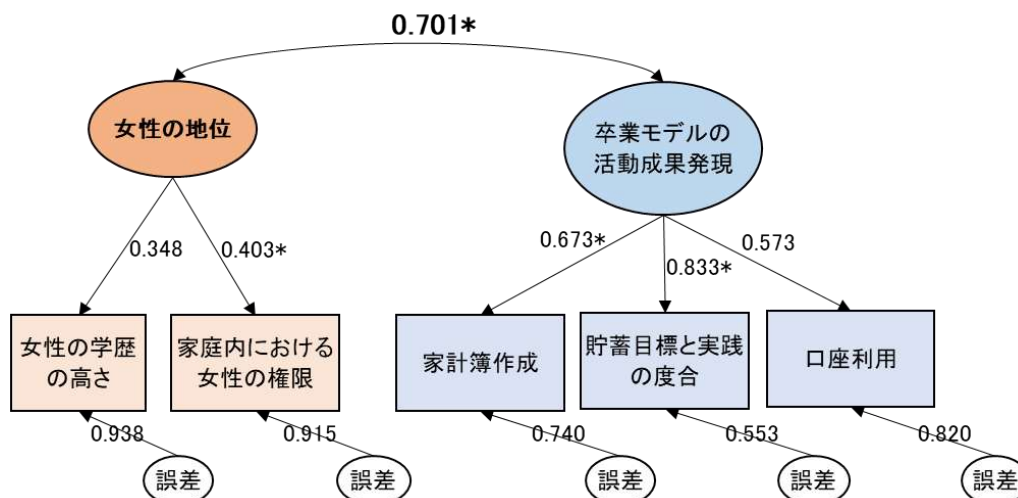 0.701*
女性の地位
卒業モデルの
活動成果発現
0.348
0.403*
0.673*
0.833*
0.573
女性の学歴
の高さ
家庭内における
女性の権限
家計簿作成
貯蓄目標と実践
の度合
口座利用
0.938
0.915
0.740
0.553
0.820
誤差
誤差
誤差
誤差
誤差